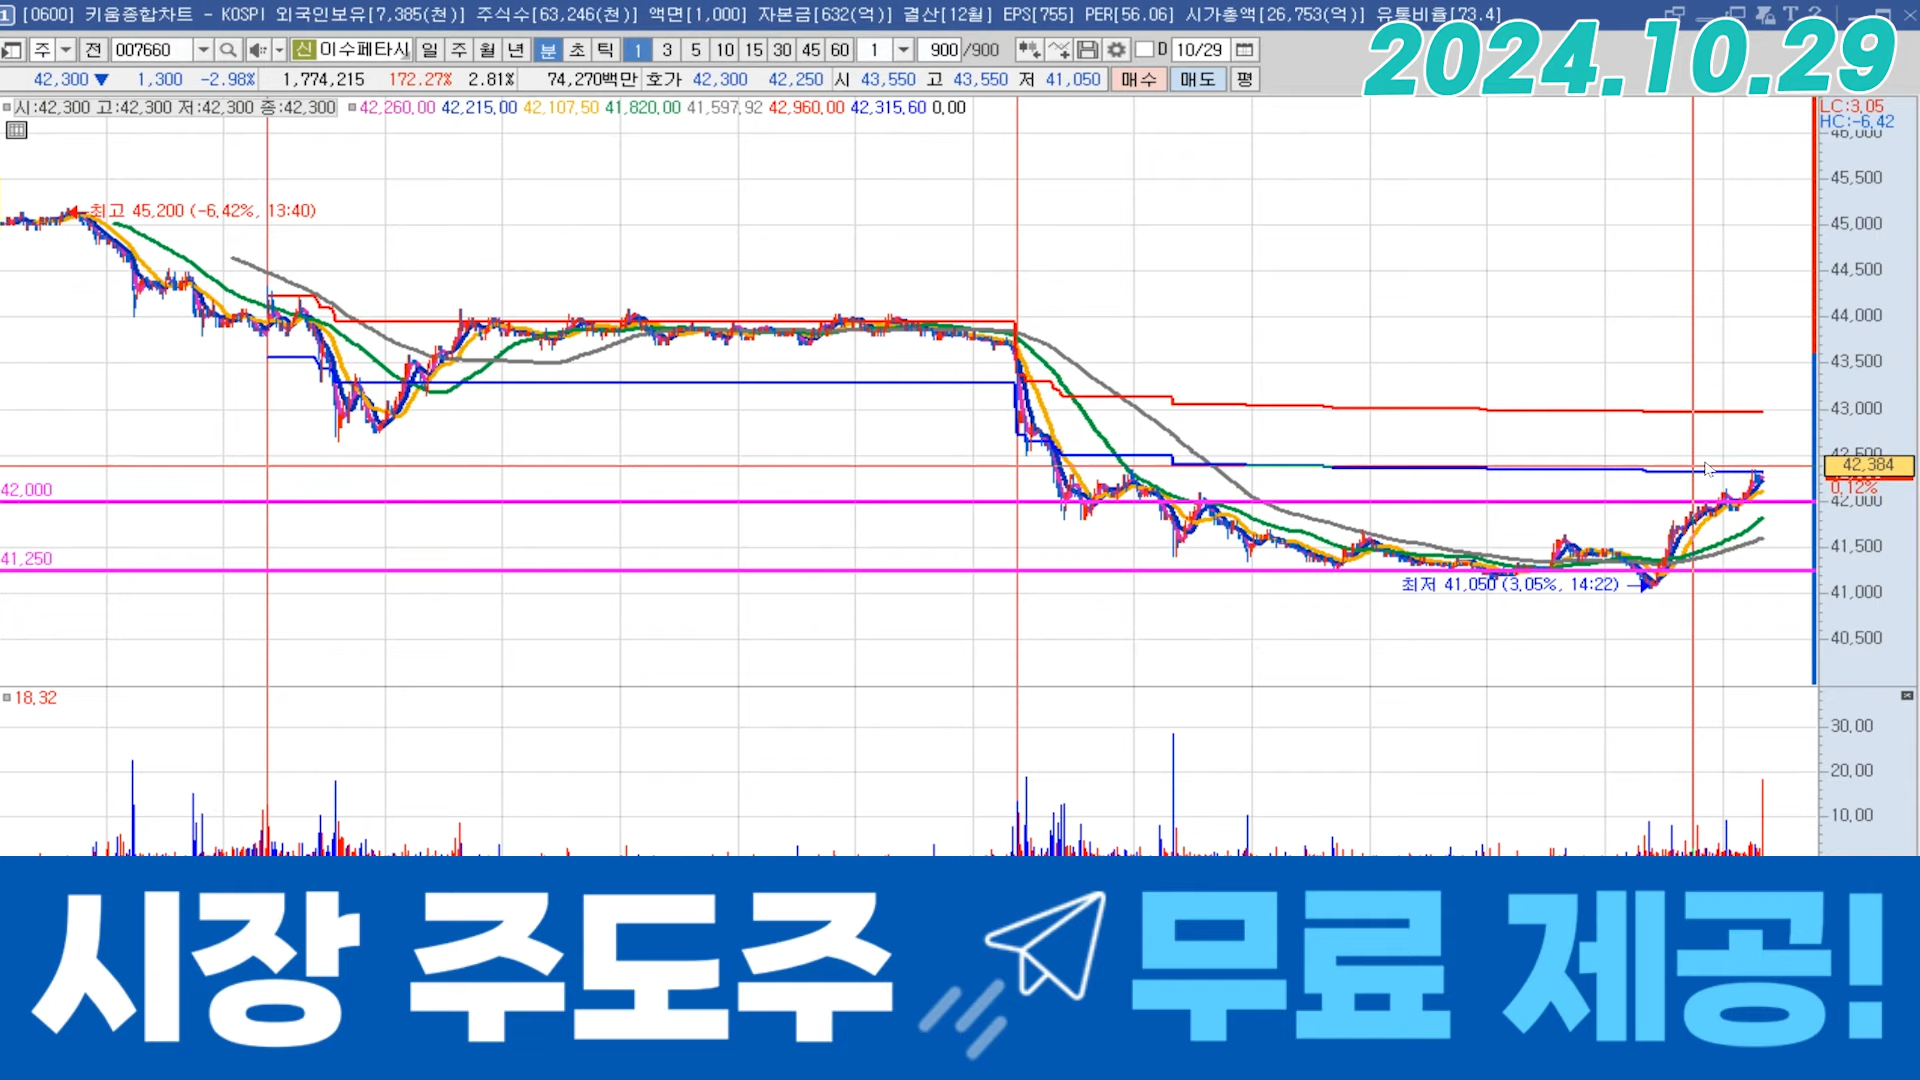 [0600] 키움종합차트 - KOSPI 외국인보유[7,385(천)] 주식수[63,246(천)] 액면[1,000] 자본금[632(억)] 결산[12월] EPS[755] PER[56.06] 시가총액[26,753(억)] 유통비율[73.4]
2024.10.29
주 전 007660 신 이수페타시 일 주 월 년 분 초 틱 1 3 5 10 15 30 45 60 1 900 /900 D 10/29
42,300 ▼ 1,300 -2.98% 1,774,215 172.27% 2.81% 74,270백만 호가 42,300 42,250 시 43,550 고 43,550 저 41,050 매수 매도 평
시:42,300 고:42,300 저:42,300 종:42,300 42,260.00 42,215.00 42,107.50 41,820.00 41,597.92 42,960.00 42,315.60 0.00
LC:3.05
HC:-6.42
46,000
45,500
최고 45,200 (-6.42%, 13:40)
45,000
44,500
44,000
43,500
43,000
42,500
42,384
0.12%
42,000
42,000
41,500
41,250
최저 41,050 (3.05%, 14:22)
41,000
40,500
18.32
30.00
20.00
10.00
시장 주도주 무료 제공!